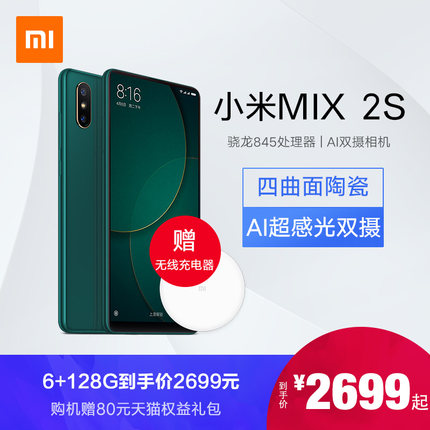 mi
小米MIX 2S
骁龙845处理器 | AI双摄相机
四曲面陶瓷
AI超感光双摄
8:16
赠
无线充电器
mi
6+128G到手价2699元
购机赠80元天猫权益礼包
到手价
¥2699起